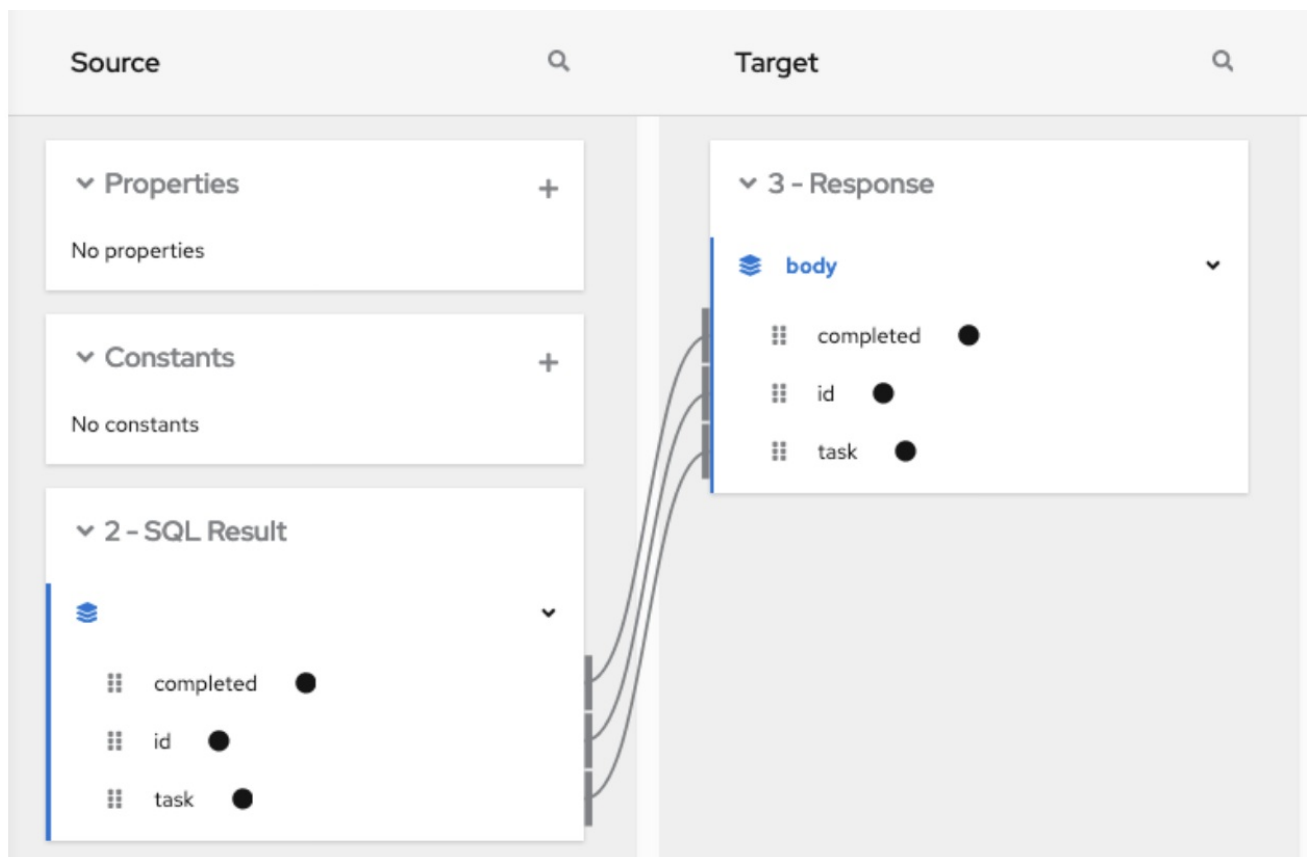 Source
Properties
No properties
Constants
No constants
2 - SQL Result
completed
id
task
Target
3 - Response
body
completed
id
task